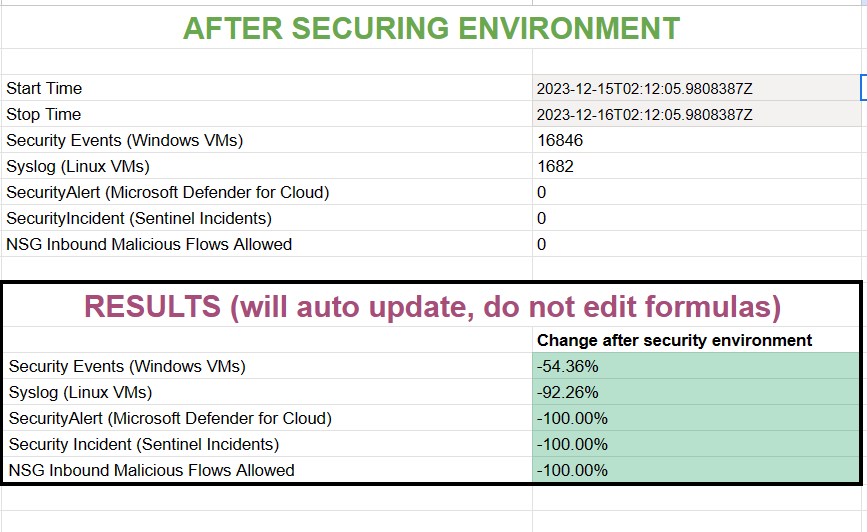 AFTER SECURING ENVIRONMENT
Start Time 2023-12-15T02:12:05.9808387Z
Stop Time 2023-12-16T02:12:05.9808387Z
Security Events (Windows VMs) 16846
Syslog (Linux VMs) 1682
SecurityAlert (Microsoft Defender for Cloud) 0
SecurityIncident (Sentinel Incidents) 0
NSG Inbound Malicious Flows Allowed 0
RESULTS (will auto update, do not edit formulas)
Change after security environment
Security Events (Windows VMs) -54.36%
Syslog (Linux VMs) -92.26%
SecurityAlert (Microsoft Defender for Cloud) -100.00%
Security Incident (Sentinel Incidents) -100.00%
NSG Inbound Malicious Flows Allowed -100.00%